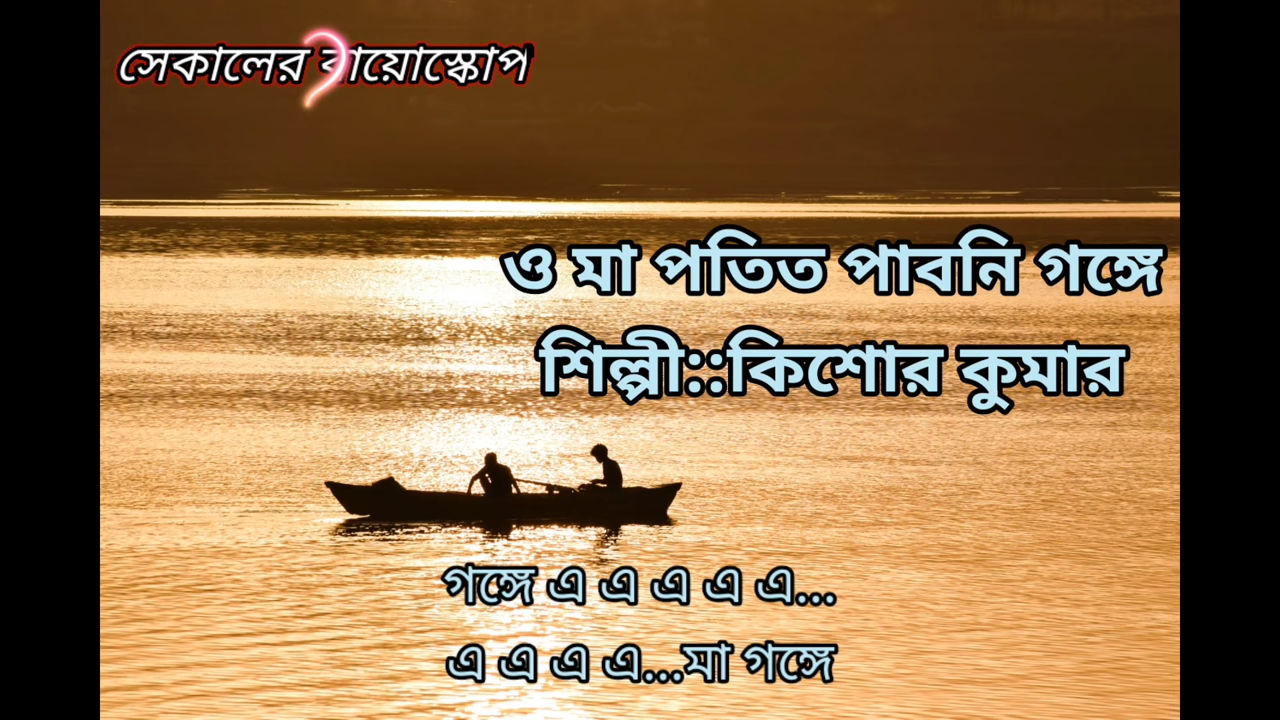 সেকালের বায়োস্কোপ
ও মা পতিত পাবনি গঙ্গে
শিল্পী::কিশোর কুমার
গঙ্গে এ এ এ এ এ...
এ এ এ এ...মা গঙ্গে